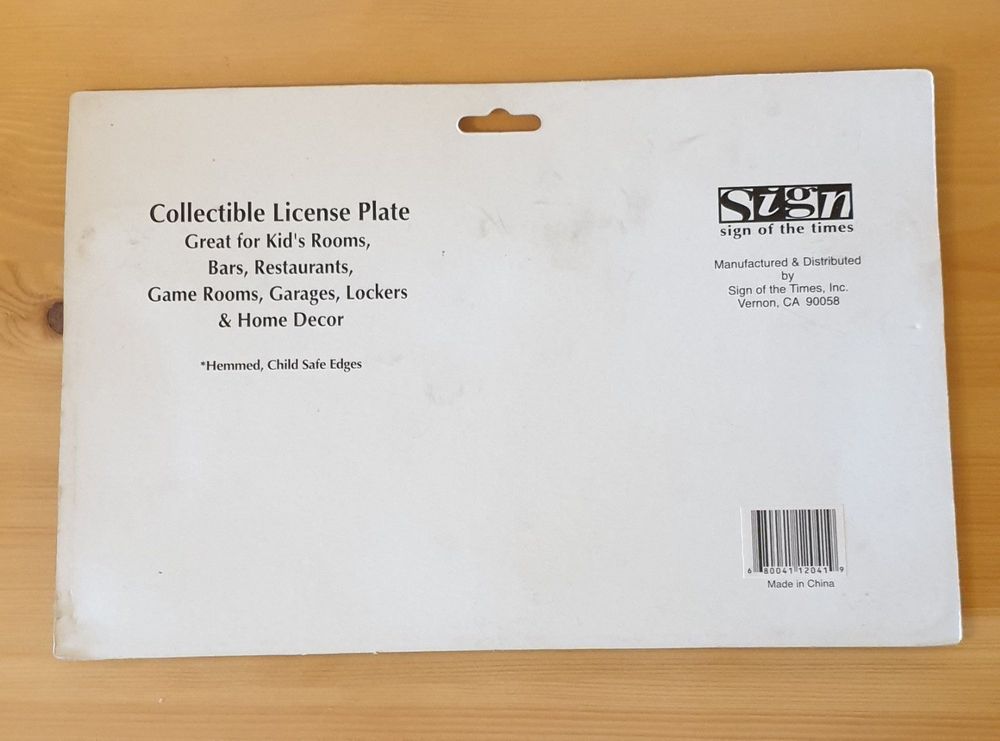 Collectible License Plate
Great for Kid's Rooms,
Bars, Restaurants,
Game Rooms, Garages, Lockers
& Home Decor
*Hemmed, Child Safe Edges
Sign
sign of the times
Manufactured & Distributed
by
Sign of the Times, Inc.
Vernon, CA 90058
6 80041 12041 9
Made in China